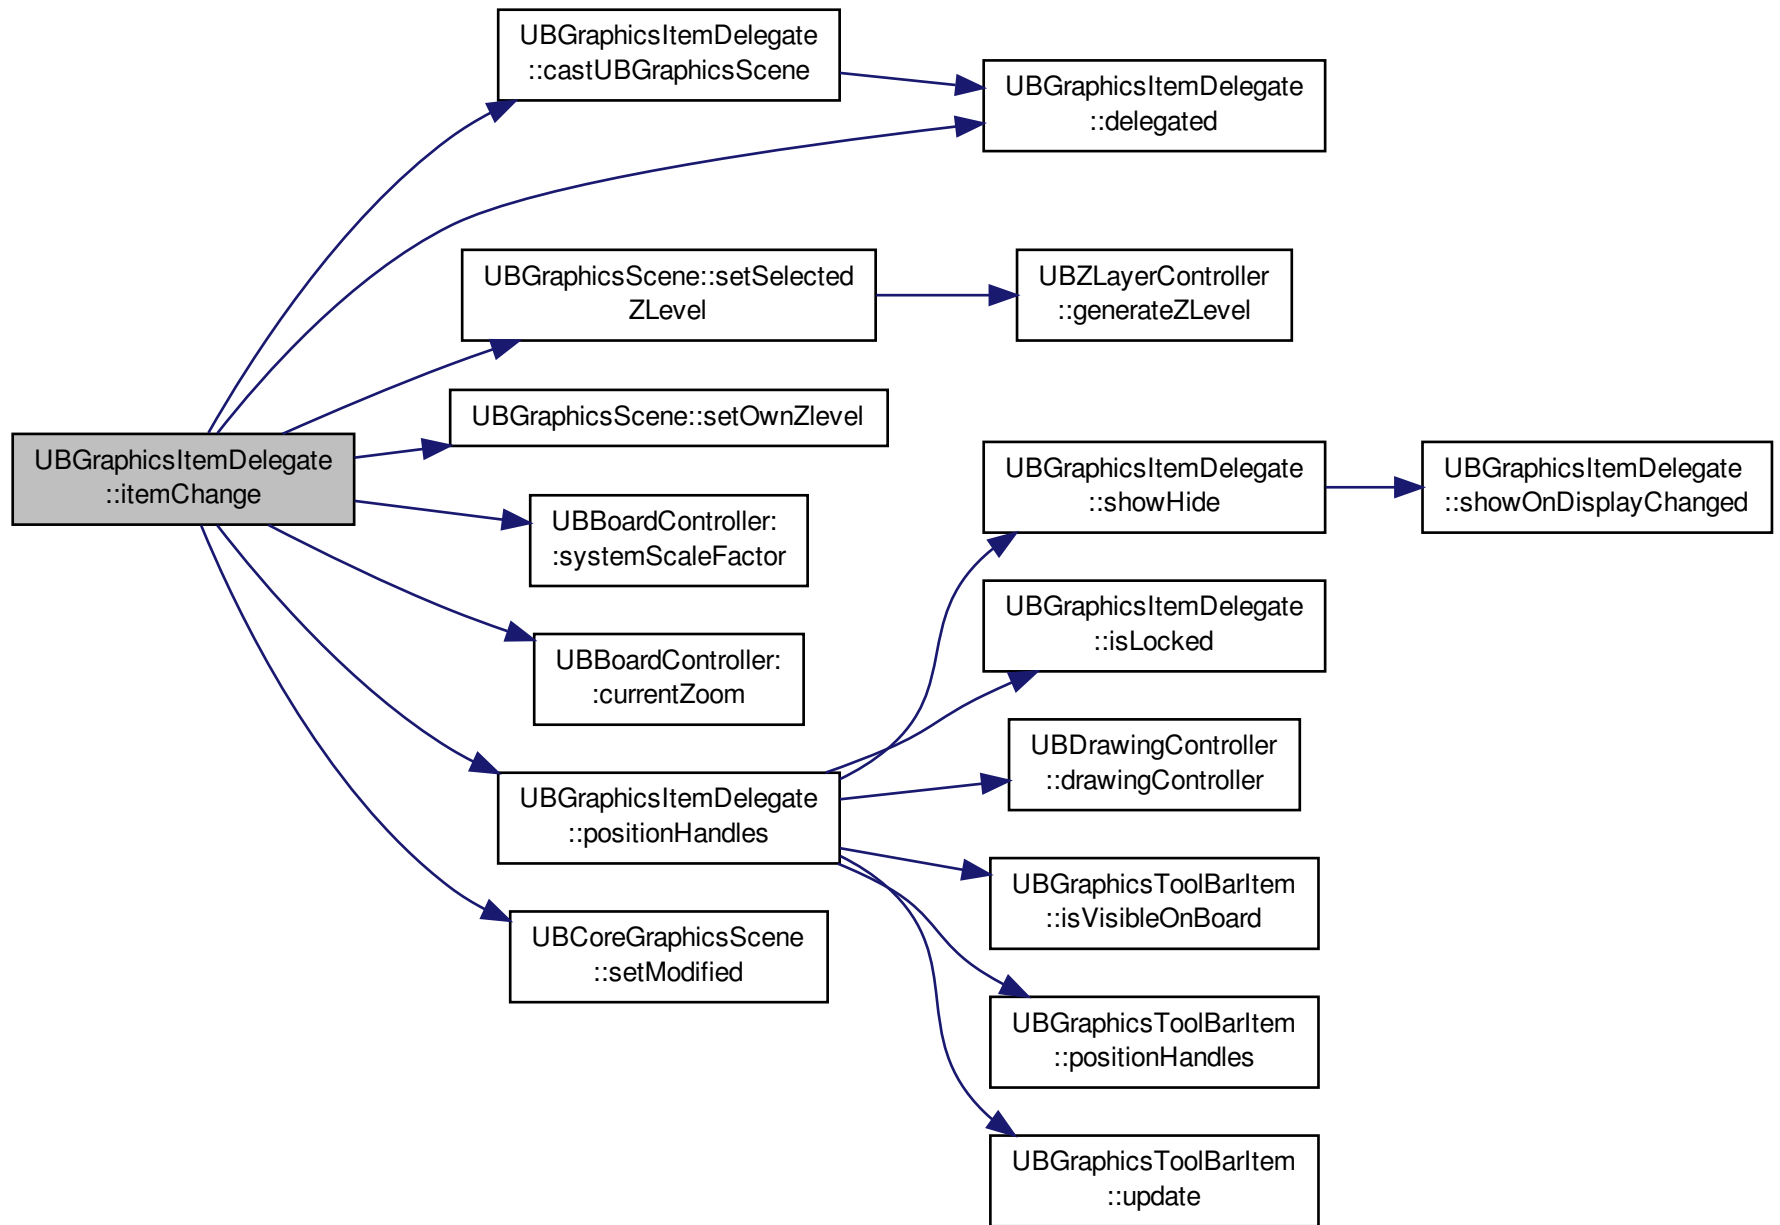 UBGraphicsItemDelegate
::itemChange
UBGraphicsItemDelegate
::castUBGraphicsScene
UBGraphicsItemDelegate
::delegated
UBGraphicsScene::setSelected
ZLevel
UBZLayerController
::generateZLevel
UBGraphicsScene::setOwnZlevel
UBBoardController:
:systemScaleFactor
UBBoardController:
:currentZoom
UBGraphicsItemDelegate
::positionHandles
UBGraphicsItemDelegate
::showHide
UBGraphicsItemDelegate
::showOnDisplayChanged
UBGraphicsItemDelegate
::isLocked
UBDrawingController
::drawingController
UBGraphicsToolBarItem
::isVisibleOnBoard
UBGraphicsToolBarItem
::positionHandles
UBGraphicsToolBarItem
::update
UBCoreGraphicsScene
::setModified